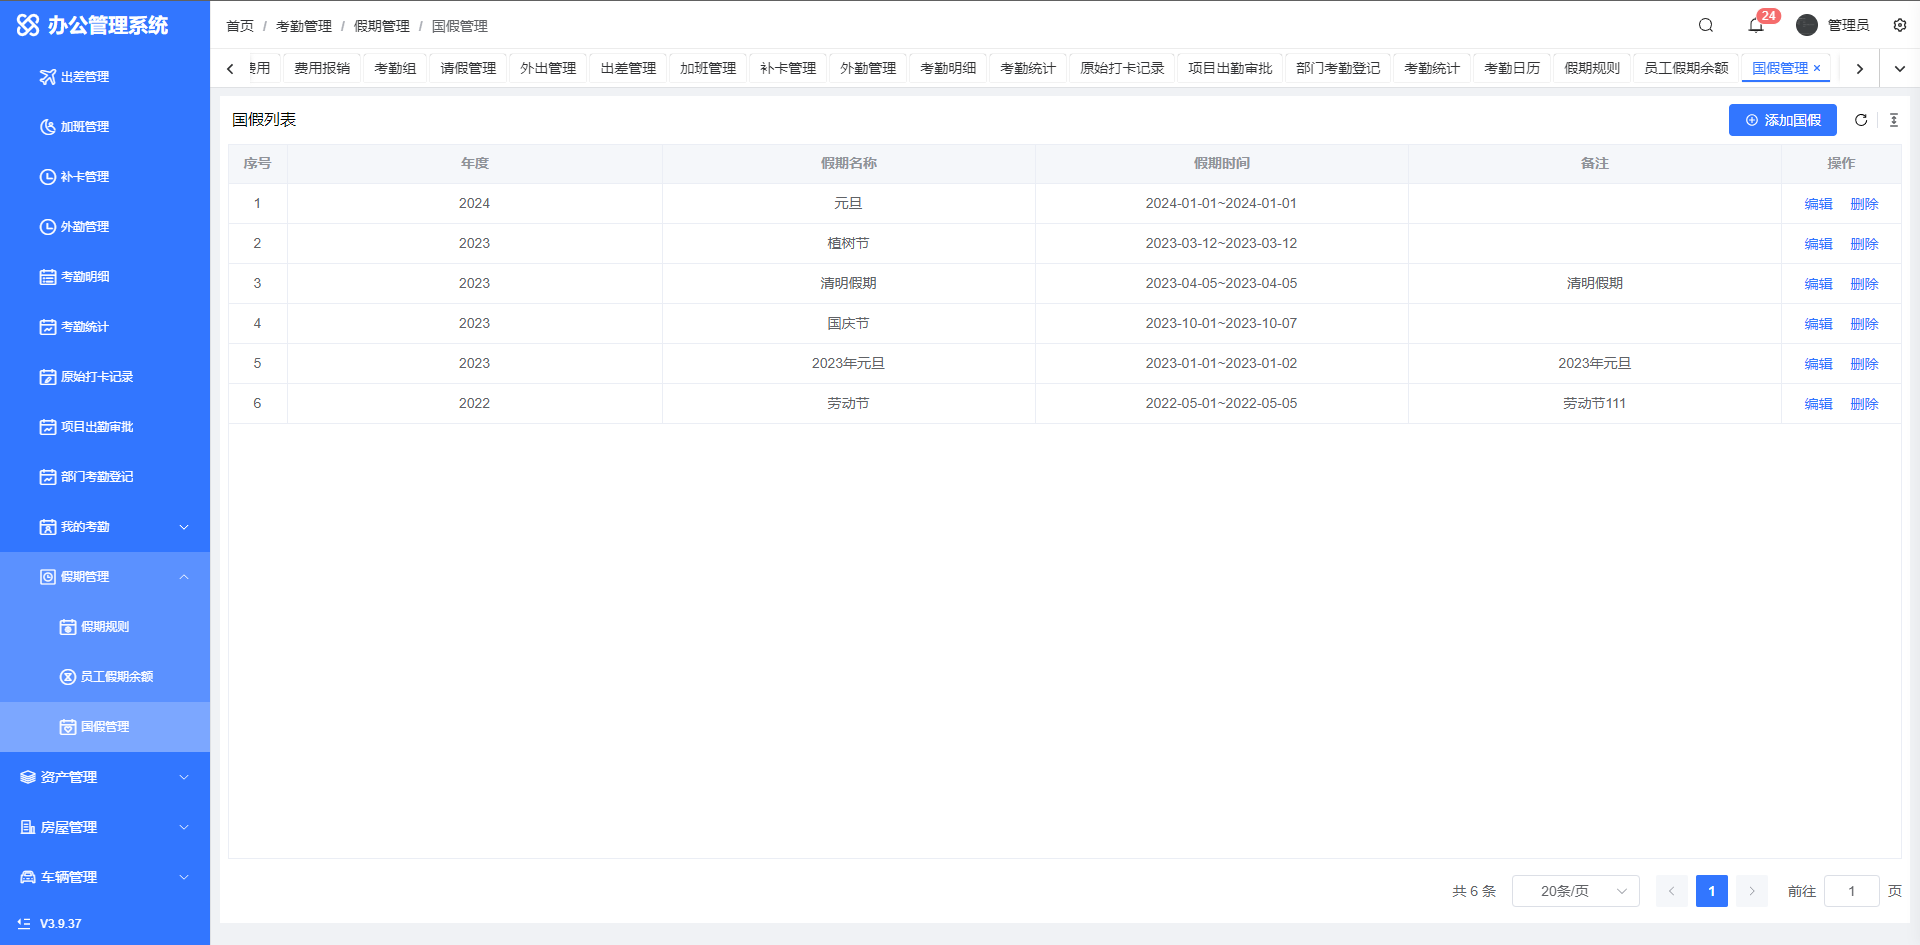 办公管理系统
出差管理
加班管理
补卡管理
外勤管理
考勤明细
考勤统计
原始打卡记录
项目出勤审批
部门考勤登记
我的考勤
假期管理
假期规则
员工假期余额
国假管理
资产管理
房屋管理
车辆管理
V3.9.37
首页 / 考勤管理 / 假期管理 / 国假管理
24 管理员
费用 费用报销 考勤组 请假管理 外出管理 出差管理 加班管理 补卡管理 外勤管理 考勤明细 考勤统计 原始打卡记录 项目出勤审批 部门考勤登记 考勤统计 考勤日历 假期规则 员工假期余额 国假管理 ×
国假列表 添加国假
序号 年度 假期名称 假期时间 备注 操作
1 2024 元旦 2024-01-01~2024-01-01 编辑 删除
2 2023 植树节 2023-03-12~2023-03-12 编辑 删除
3 2023 清明假期 2023-04-05~2023-04-05 清明假期 编辑 删除
4 2023 国庆节 2023-10-01~2023-10-07 编辑 删除
5 2023 2023年元旦 2023-01-01~2023-01-02 2023年元旦 编辑 删除
6 2022 劳动节 2022-05-01~2022-05-05 劳动节111 编辑 删除
共 6 条 20条/页 1 前往 1 页